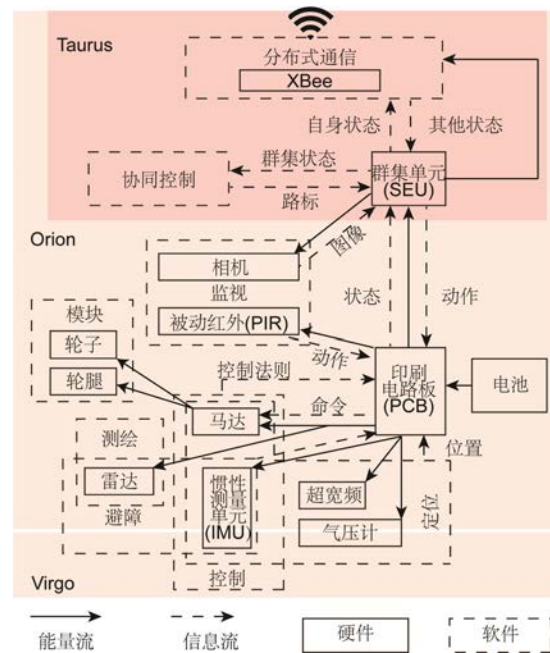 Taurus
分布式通信
XBee
自身状态
其他状态
群集状态
协同控制
路标
群集单元
(SEU)
Orion
图像
相机
监视
状态
动作
模块
被动红外(PIR)
轮子
动作
控制法则
印刷
电路板
(PCB)
电池
轮腿
命令
马达
测绘
位置
雷达
惯性
测量
单元
(IMU)
超宽频
定位
避障
气压计
Virgo
控制
能量流
信息流
硬件
软件